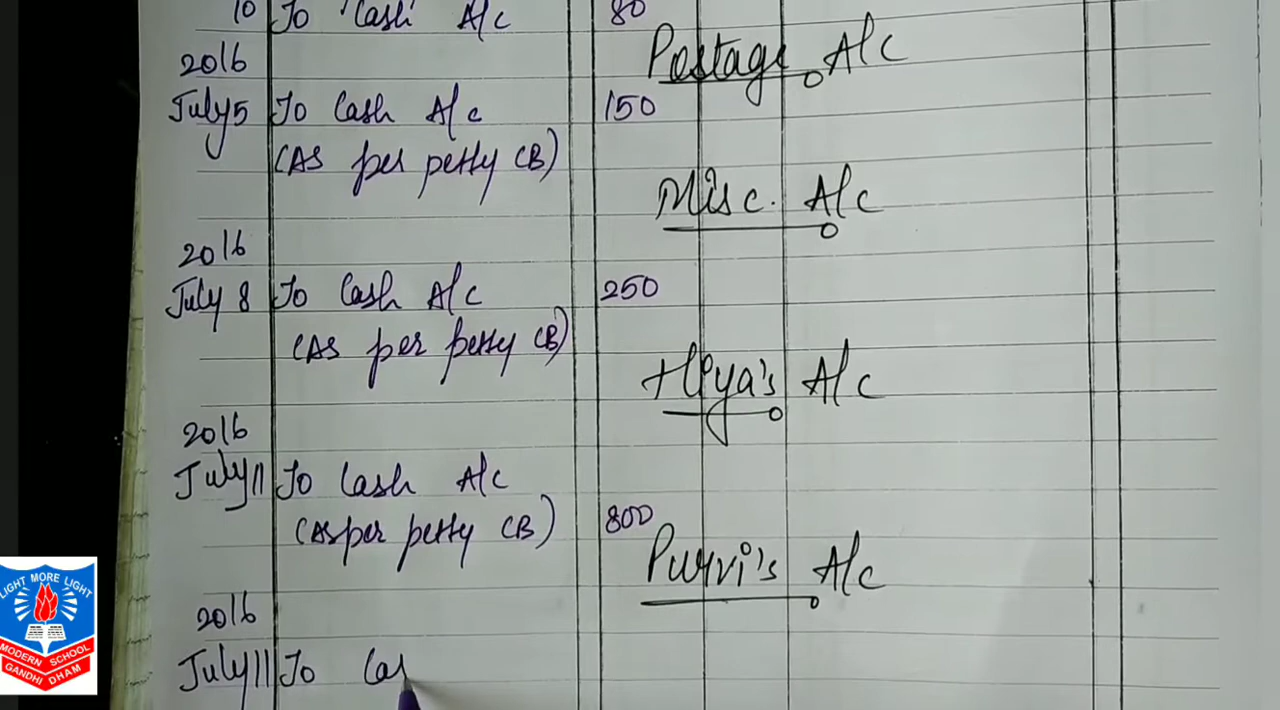 10 To Cash A/c 80
Postage A/c
2016
July 5 To Cash A/c 150
(As per petty CB)
Misc. A/c
2016
July 8 To Cash A/c 250
(As per petty CB)
Hiya's A/c
2016
July 11 To Cash A/c
(As per petty CB) 800
Purvi's A/c
2016
July 11 To Cas
LIGHT MORE LIGHT
MODERN SCHOOL
GANDHI DHAM